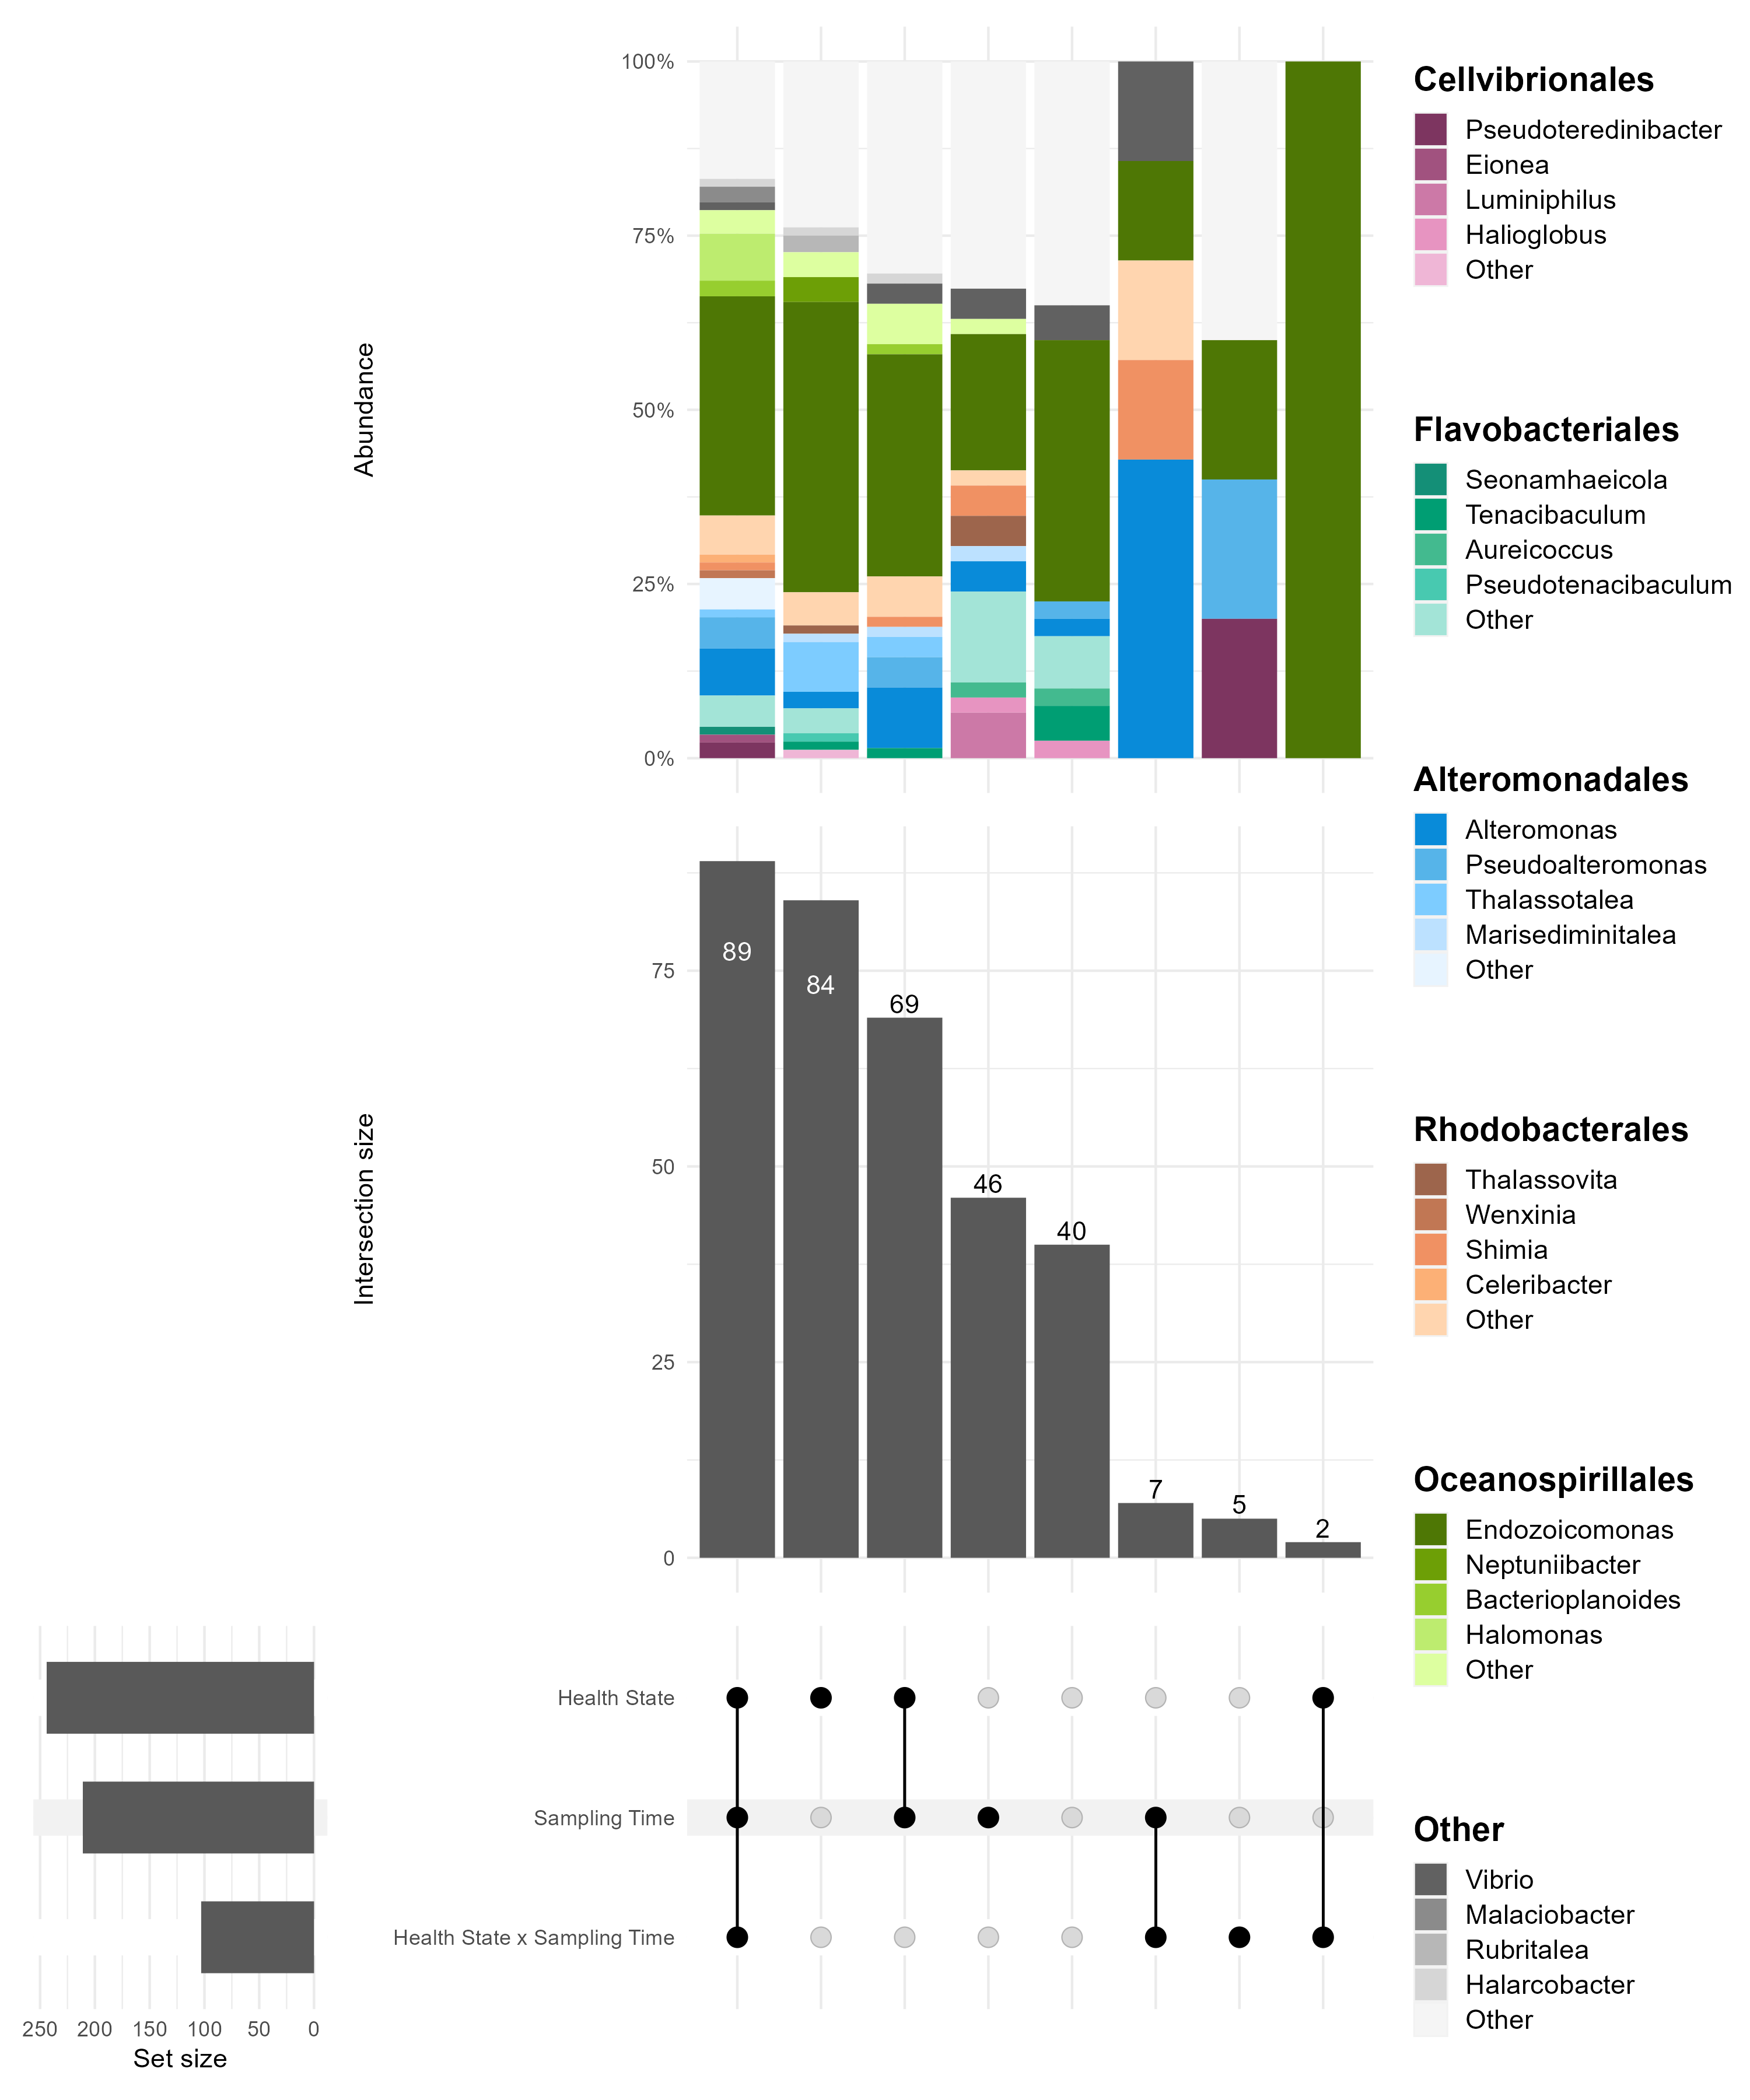 Abundance
100%
75%
50%
25%
0%
Intersection size
75
50
25
0
89
84
69
46
40
7
5
2
Health State
Sampling Time
Health State x Sampling Time
250 200 150 100 50 0
Set size
Cellvibrionales
Pseudoteredinibacter
Eionea
Luminiphilus
Halioglobus
Other
Flavobacteriales
Seonamhaeicola
Tenacibaculum
Aureicoccus
Pseudotenacibaculum
Other
Alteromonadales
Alteromonas
Pseudoalteromonas
Thalassotalea
Marisediminitalea
Other
Rhodobacterales
Thalassovita
Wenxinia
Shimia
Celeribacter
Other
Oceanospirillales
Endozoicomonas
Neptuniibacter
Bacterioplanoides
Halomonas
Other
Other
Vibrio
Malaciobacter
Rubritalea
Halarcobacter
Other